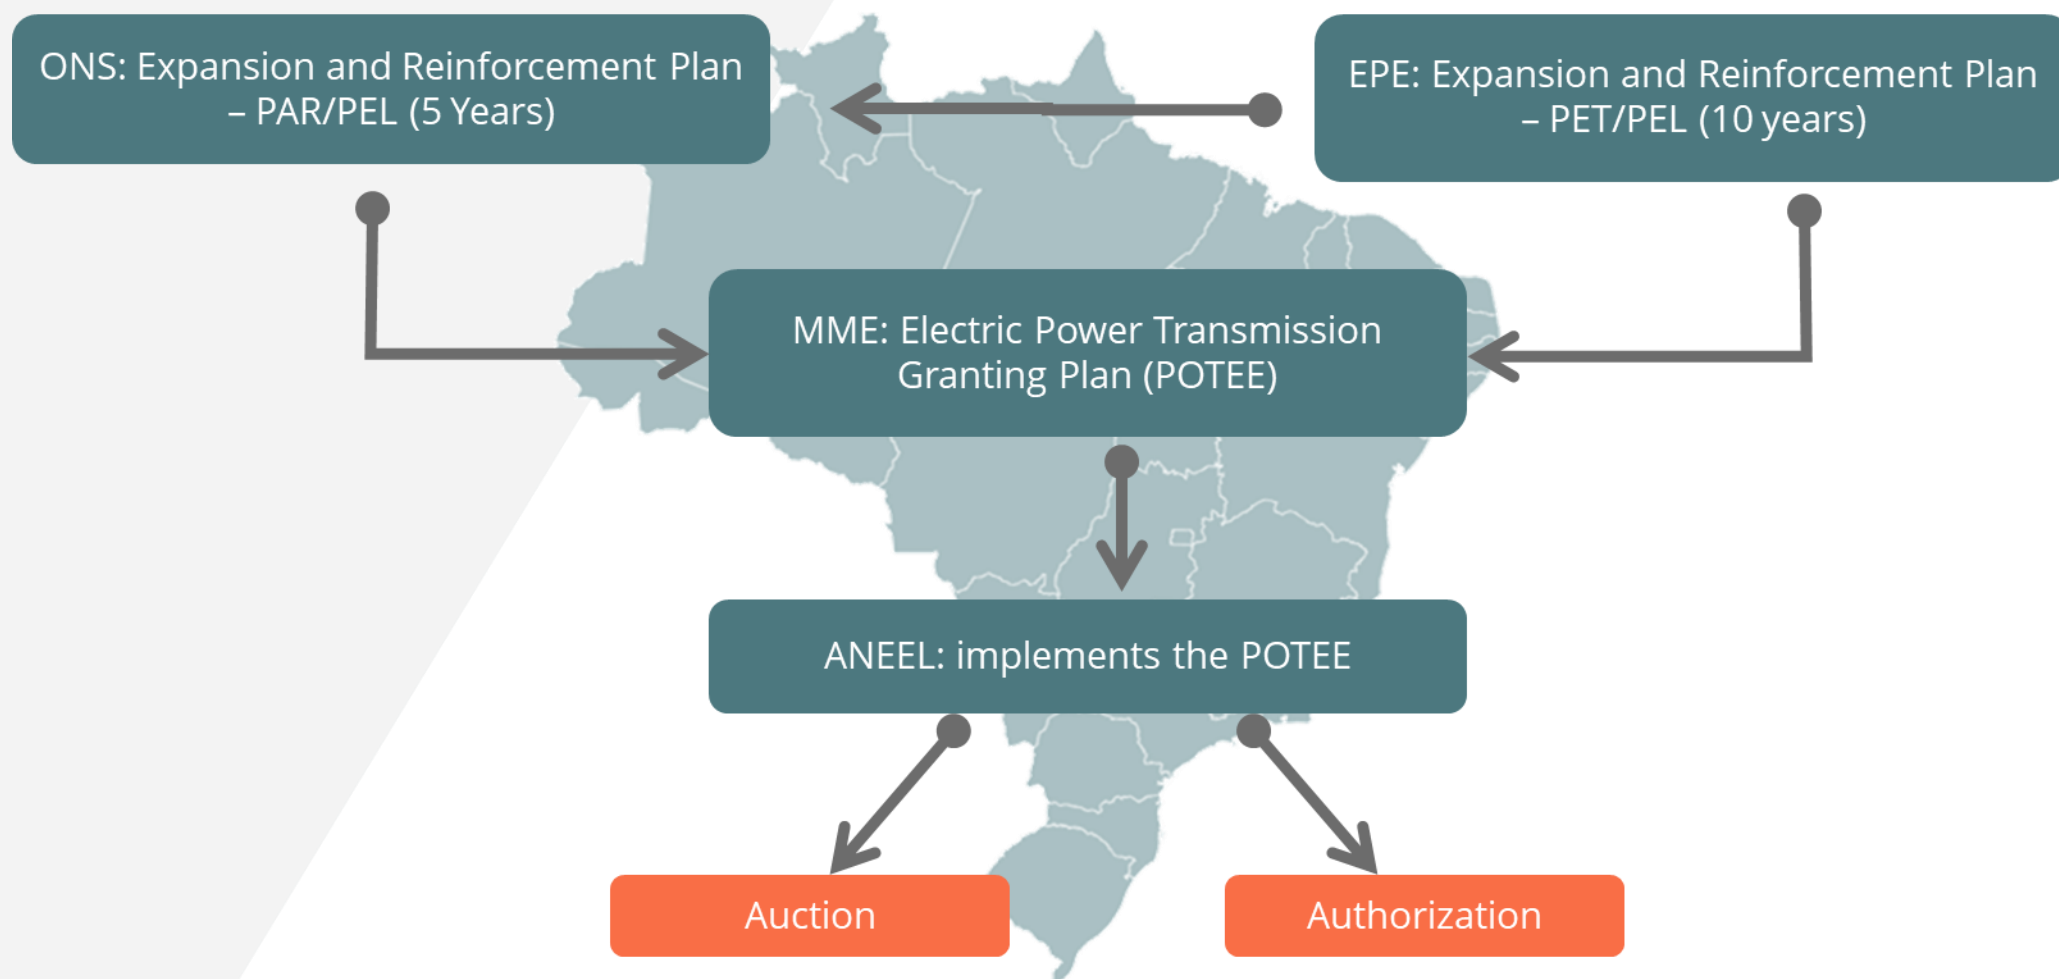 ONS: Expansion and Reinforcement Plan
– PAR/PEL (5 Years)
EPE: Expansion and Reinforcement Plan
– PET/PEL (10 years)
MME: Electric Power Transmission
Granting Plan (POTEE)
ANEEL: implements the POTEE
Auction
Authorization